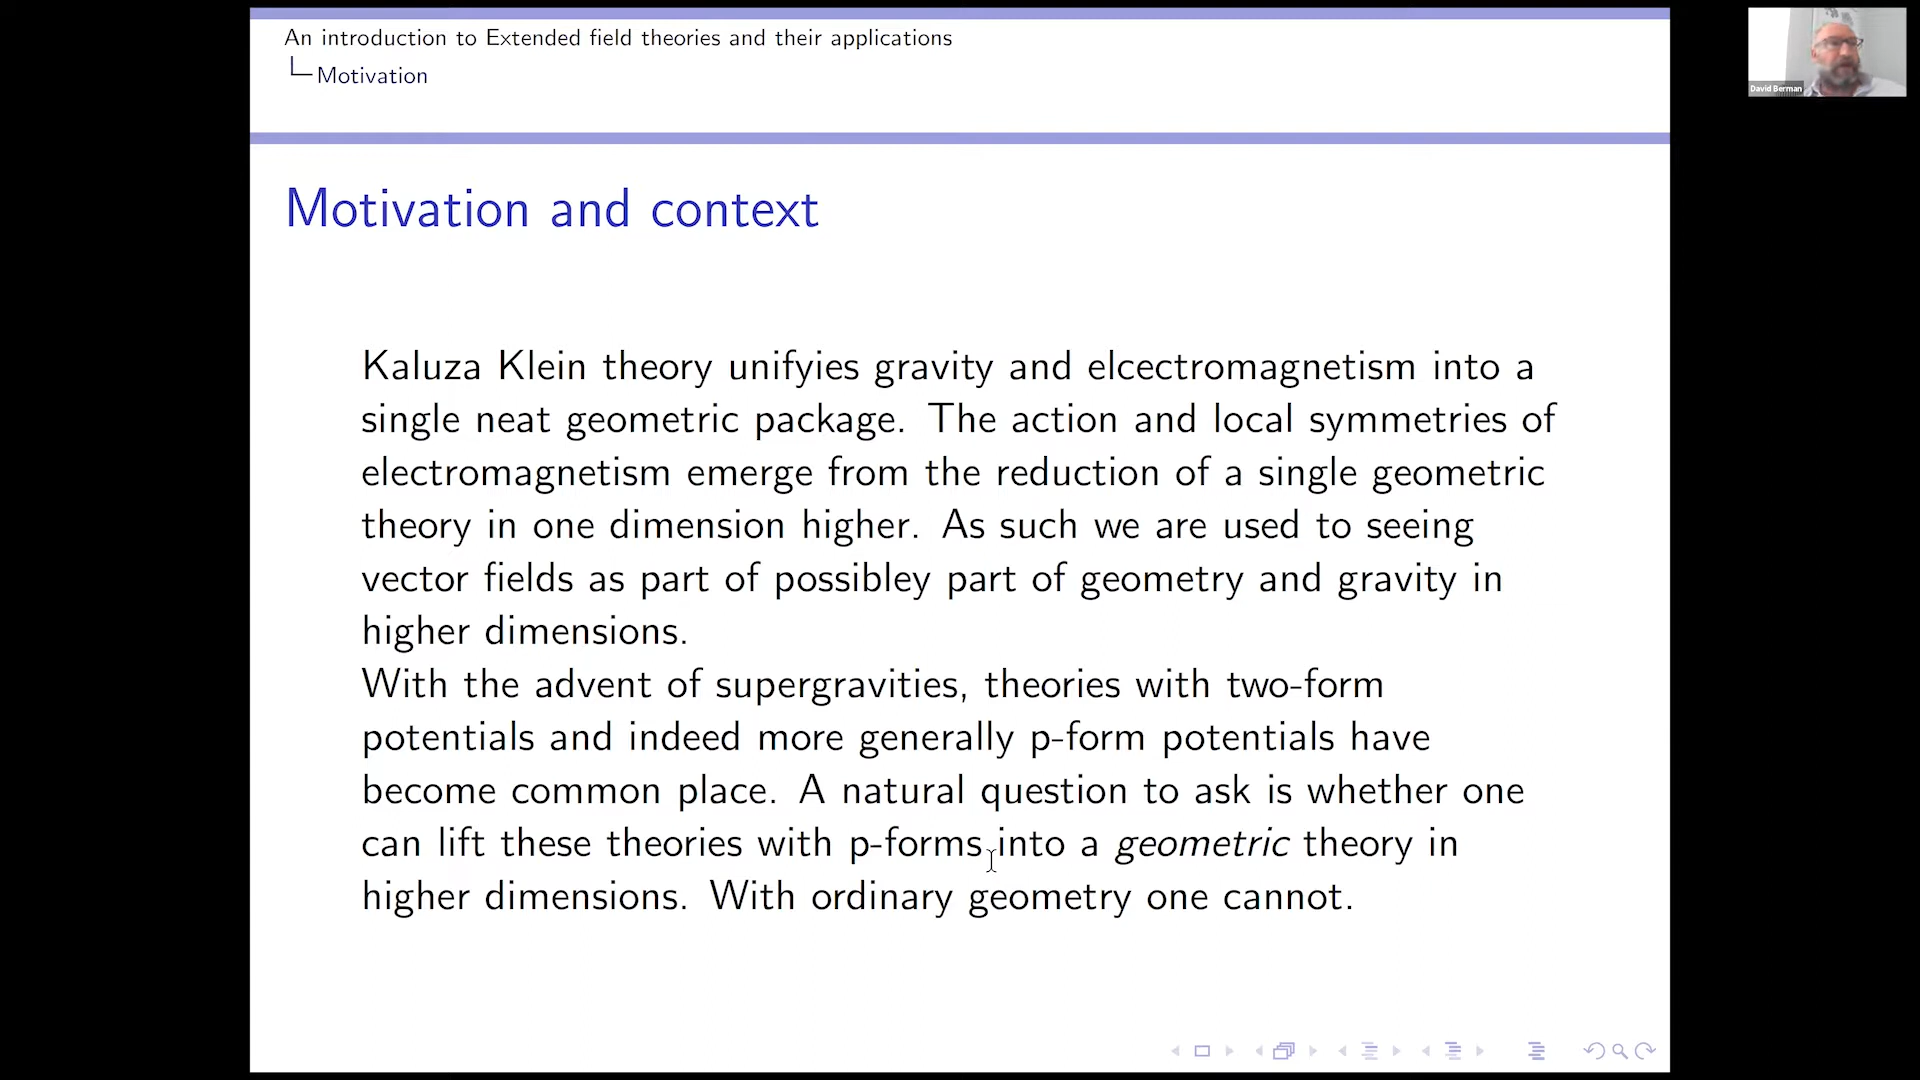 An introduction to Extended field theories and their applications
Motivation
David Berman
Motivation and context
Kaluza Klein theory unifyies gravity and elcectromagnetism into a
single neat geometric package. The action and local symmetries of
electromagnetism emerge from the reduction of a single geometric
theory in one dimension higher. As such we are used to seeing
vector fields as part of possibley part of geometry and gravity in
higher dimensions.
With the advent of supergravities, theories with two-form
potentials and indeed more generally p-form potentials have
become common place. A natural question to ask is whether one
can lift these theories with p-forms into a geometric theory in
higher dimensions. With ordinary geometry one cannot.